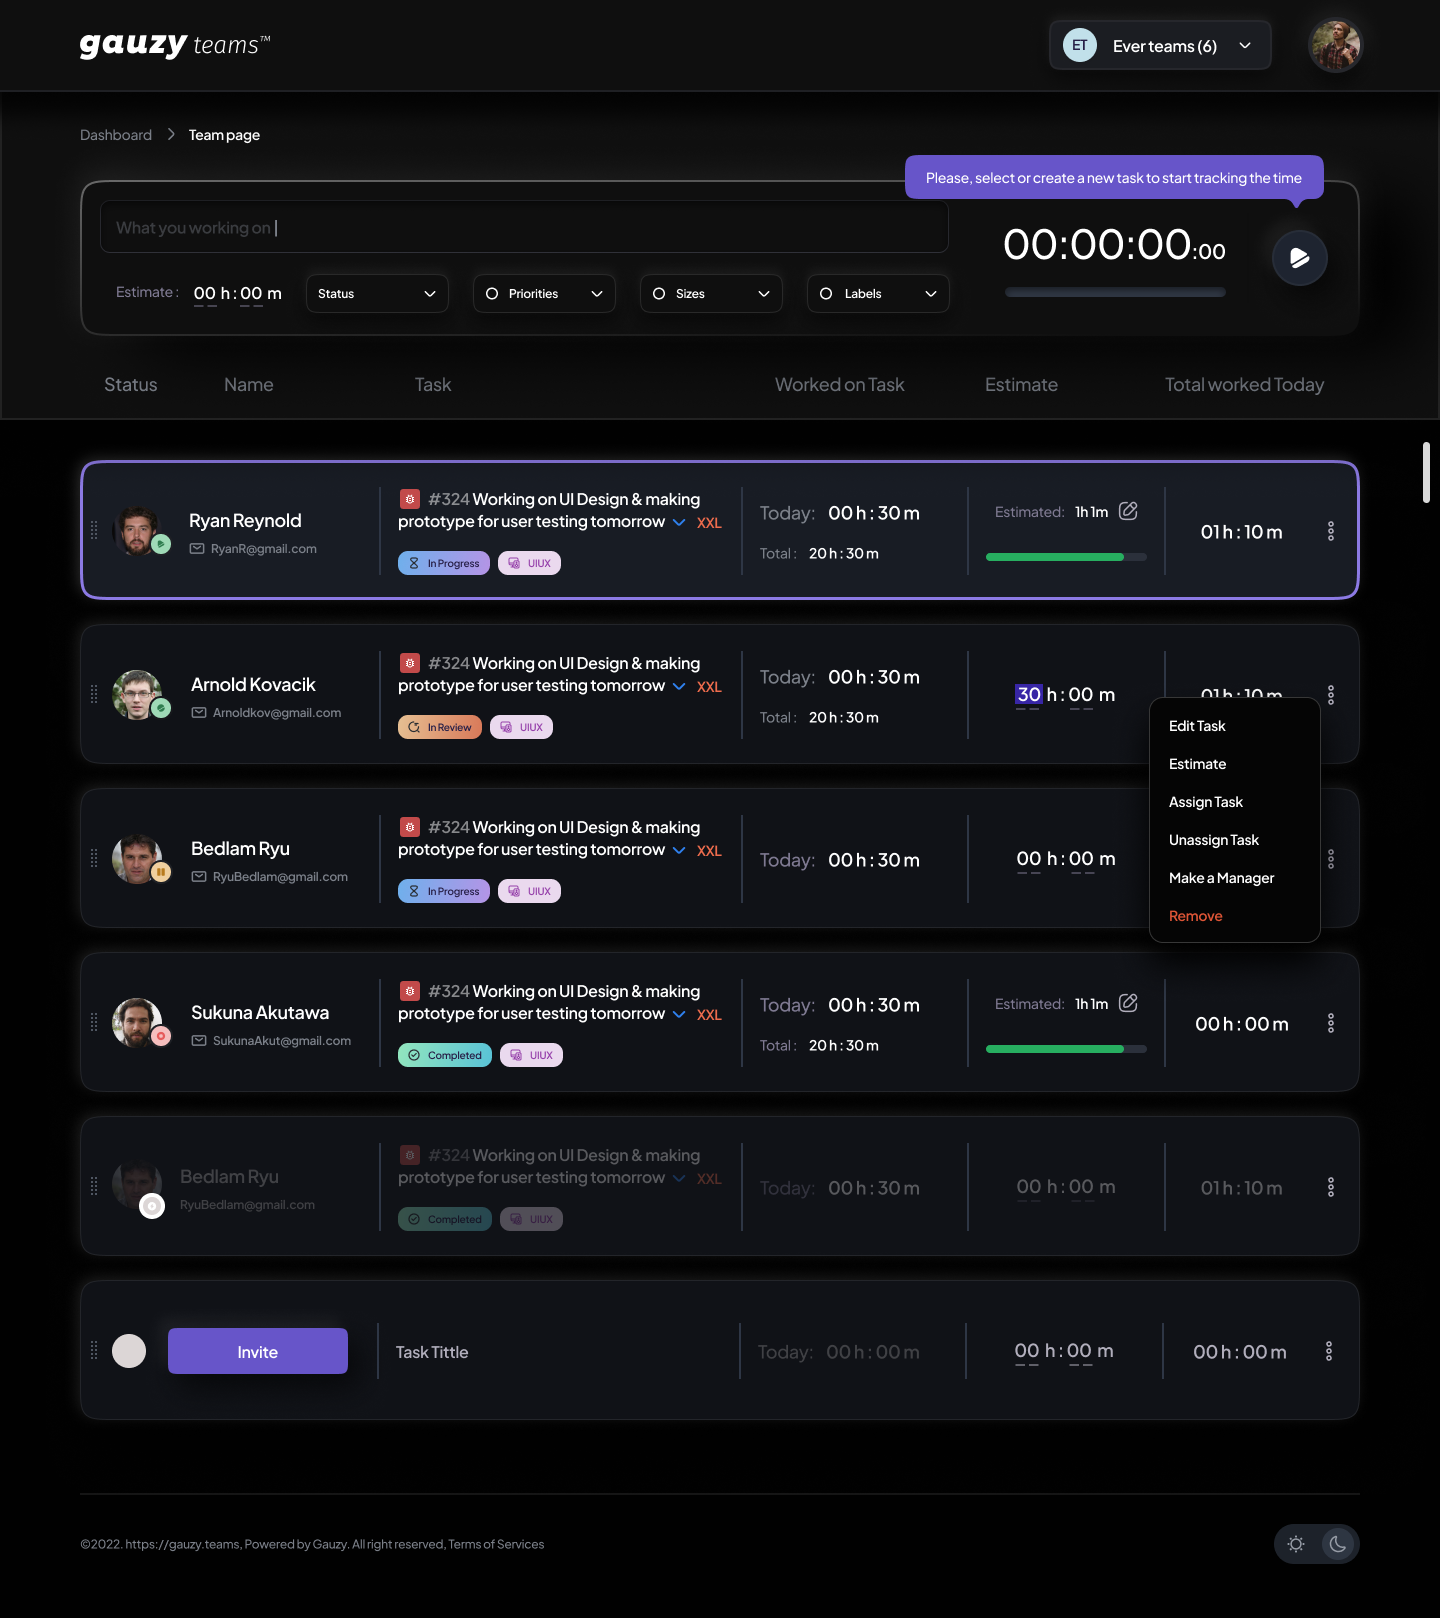 gauzy teams™
ET Ever teams (6)
Dashboard Team page
Please, select or create a new task to start tracking the time
What you working on
00:00:00:00
Estimate : 00 h : 00 m Status Priorities Sizes Labels
Status Name Task Worked on Task Estimate Total worked Today
#324 Working on UI Design & making
prototype for user testing tomorrow XXL
Ryan Reynold
RyanR@gmail.com
In Progress UIUX
Today: 00 h : 30 m
Total : 20 h : 30 m
Estimated: 1h 1m
01 h : 10 m
#324 Working on UI Design & making
prototype for user testing tomorrow XXL
Arnold Kovacik
Arnoldkov@gmail.com
In Review UIUX
Today: 00 h : 30 m
Total : 20 h : 30 m
30 h : 00 m
01 h : 10 m
Edit Task
Estimate
Assign Task
Unassign Task
Make a Manager
Remove
#324 Working on UI Design & making
prototype for user testing tomorrow XXL
Bedlam Ryu
RyuBedlam@gmail.com
In Progress UIUX
Today: 00 h : 30 m
00 h : 00 m
#324 Working on UI Design & making
prototype for user testing tomorrow XXL
Sukuna Akutawa
SukunaAkut@gmail.com
Completed UIUX
Today: 00 h : 30 m
Total : 20 h : 30 m
Estimated: 1h 1m
00 h : 00 m
#324 Working on UI Design & making
prototype for user testing tomorrow XXL
Bedlam Ryu
RyuBedlam@gmail.com
Completed UIUX
Today: 00 h : 30 m
00 h : 00 m
01 h : 10 m
Invite
Task Tittle
Today: 00 h : 00 m
00 h : 00 m
00 h : 00 m
©2022. https://gauzy.teams, Powered by Gauzy. All right reserved, Terms of Services